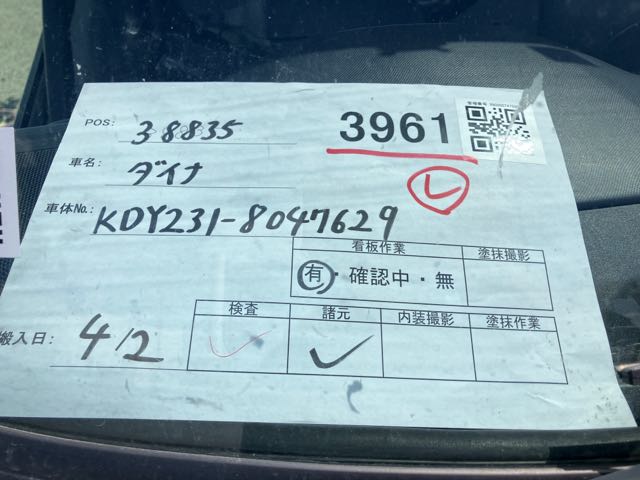 POS: 38835
3961
車名 ダイナ
レ
車体No.: KDY231-8047629
看板作業 塗抹撮影
有・確認中・無
検査 諸元 内装撮影 塗抹作業
搬入日: 4/2